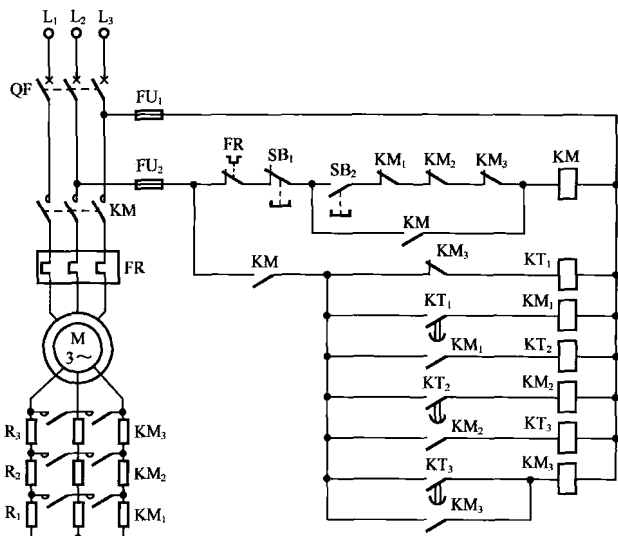 L₁ L₂ L₃
QF
FU₁
FU₂
FR
SB₁
SB₂
KM₁
KM₂
KM₃
KM
KM
KM
FR
KM
KM₃
KT₁
KT₁
KM₁
M
3～
KM₁
KT₂
KT₂
KM₂
R₃
KM₃
KM₂
KT₃
R₂
KM₂
KT₃
KM₃
R₁
KM₁
KM₃